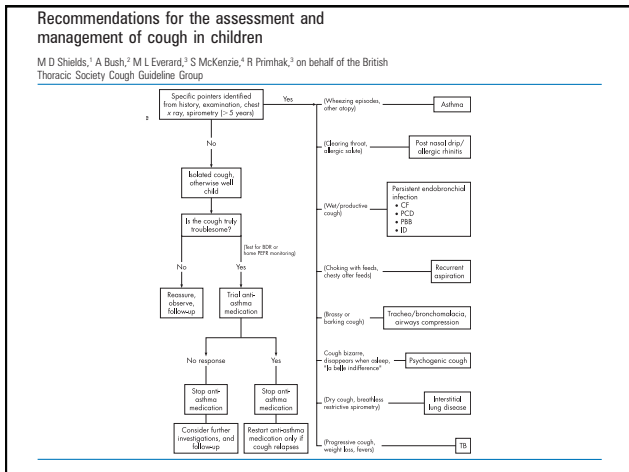 Recommendations for the assessment and
management of cough in children
M D Shields,¹ A Bush,² M L Everard,³ S McKenzie,⁴ R Primhak,³ on behalf of the British
Thoracic Society Cough Guideline Group
Specific pointers identified
from history, examination, chest
x ray, spirometry (>5 years)
Yes
(Wheezing episodes,
other atopy)
Asthma
No
(Clearing throat,
allergic salute)
Post nasal drip/
allergic rhinitis
Isolated cough,
otherwise well
child
(Wet/productive
cough)
Persistent endobronchial
infection
• CF
• PCD
• PBB
• ID
Is the cough truly
troublesome?
(Test for BDR or
home PEFR monitoring)
No
Yes
(Choking with feeds,
chesty after feeds)
Recurrent
aspiration
Reassure,
observe,
follow-up
Trial anti-
asthma
medication
(Brassy or
barking cough)
Tracheo/bronchomalacia,
airways compression
No response
Yes
Cough bizarre,
disappears when asleep,
"la belle indifference"
Psychogenic cough
Stop anti-
asthma
medication
Stop anti-
asthma
medication
(Dry cough, breathless
restrictive spirometry)
Interstitial
lung disease
Consider further
investigations, and
follow-up
Restart anti-asthma
medication only if
cough relapses
(Progressive cough,
weight loss, fevers)
TB